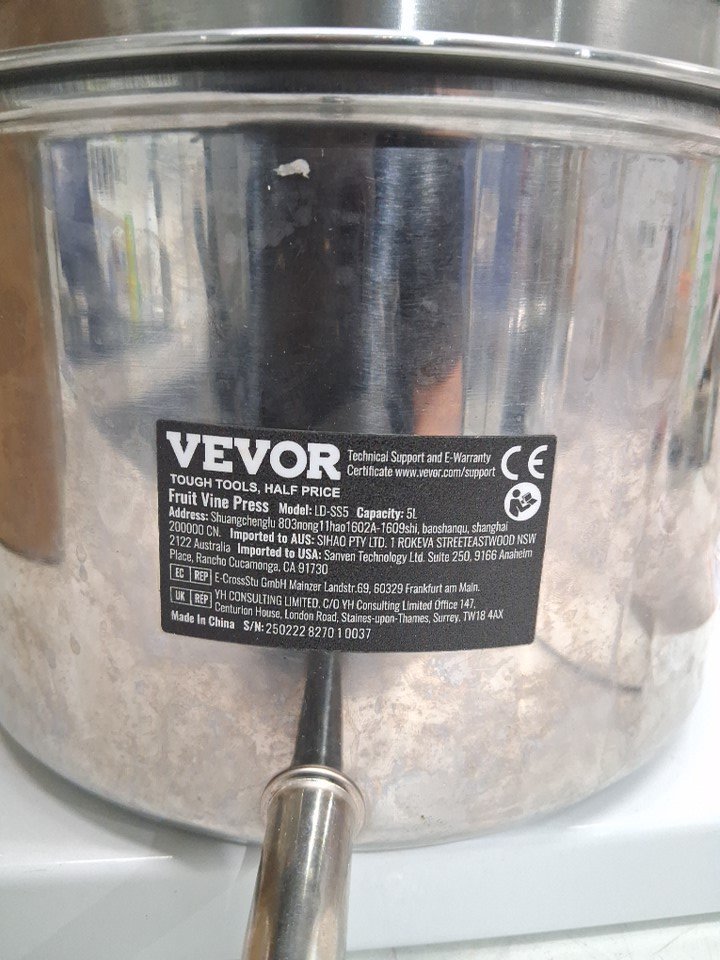 VEVOR
TOUGH TOOLS, HALF PRICE
Technical Support and E-Warranty
Certificate www.vevor.com/support
CE
Fruit Vine Press Model: LD-SS5 Capacity: 5L
Address: Shuangchenglu 803nong11hao1602A-1609shi, baoshanqu, shanghai
200000 CN. Imported to AUS: SIHAO PTY LTD. 1 ROKEVA STREETEASTWOOD NSW
2122 Australia Imported to USA: Sanven Technology Ltd. Suite 250, 9166 Anaheim
Place, Rancho Cucamonga, CA 91730
EC REP E-CrossStu GmbH Mainzer Landstr.69, 60329 Frankfurt am Main.
UK REP YH CONSULTING LIMITED. C/O YH Consulting Limited Office 147,
Centurion House, London Road, Staines-upon-Thames, Surrey, TW18 4AX
Made In China S/N: 250222 8270 1 0037